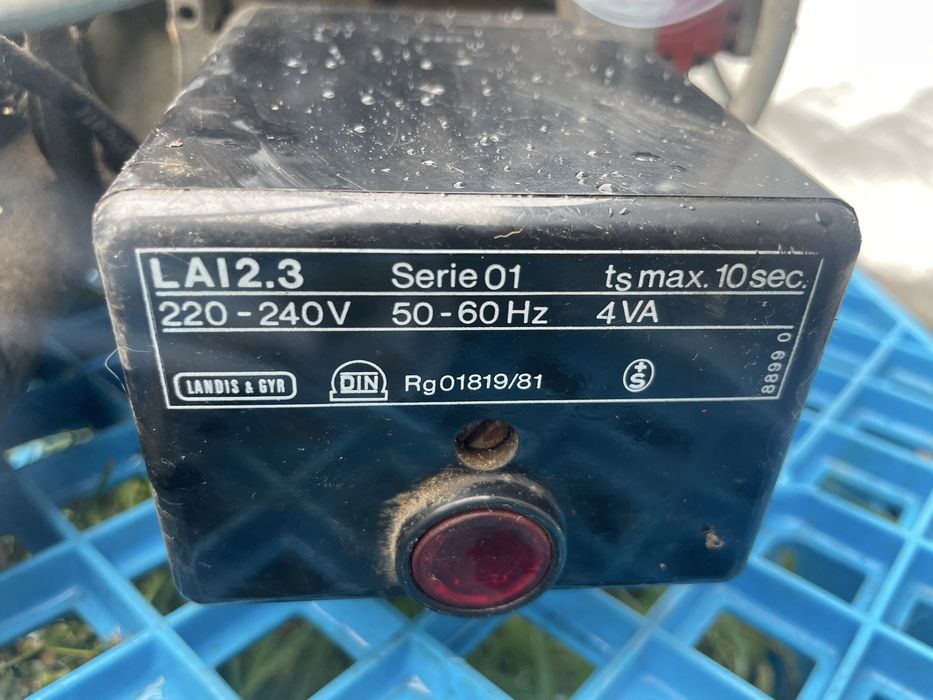 LAI2.3 Serie 01 ts max. 10 sec.
220-240V 50-60 Hz 4 VA
LANDIS & GYR DIN Rg 01819/81 +S
8899 0